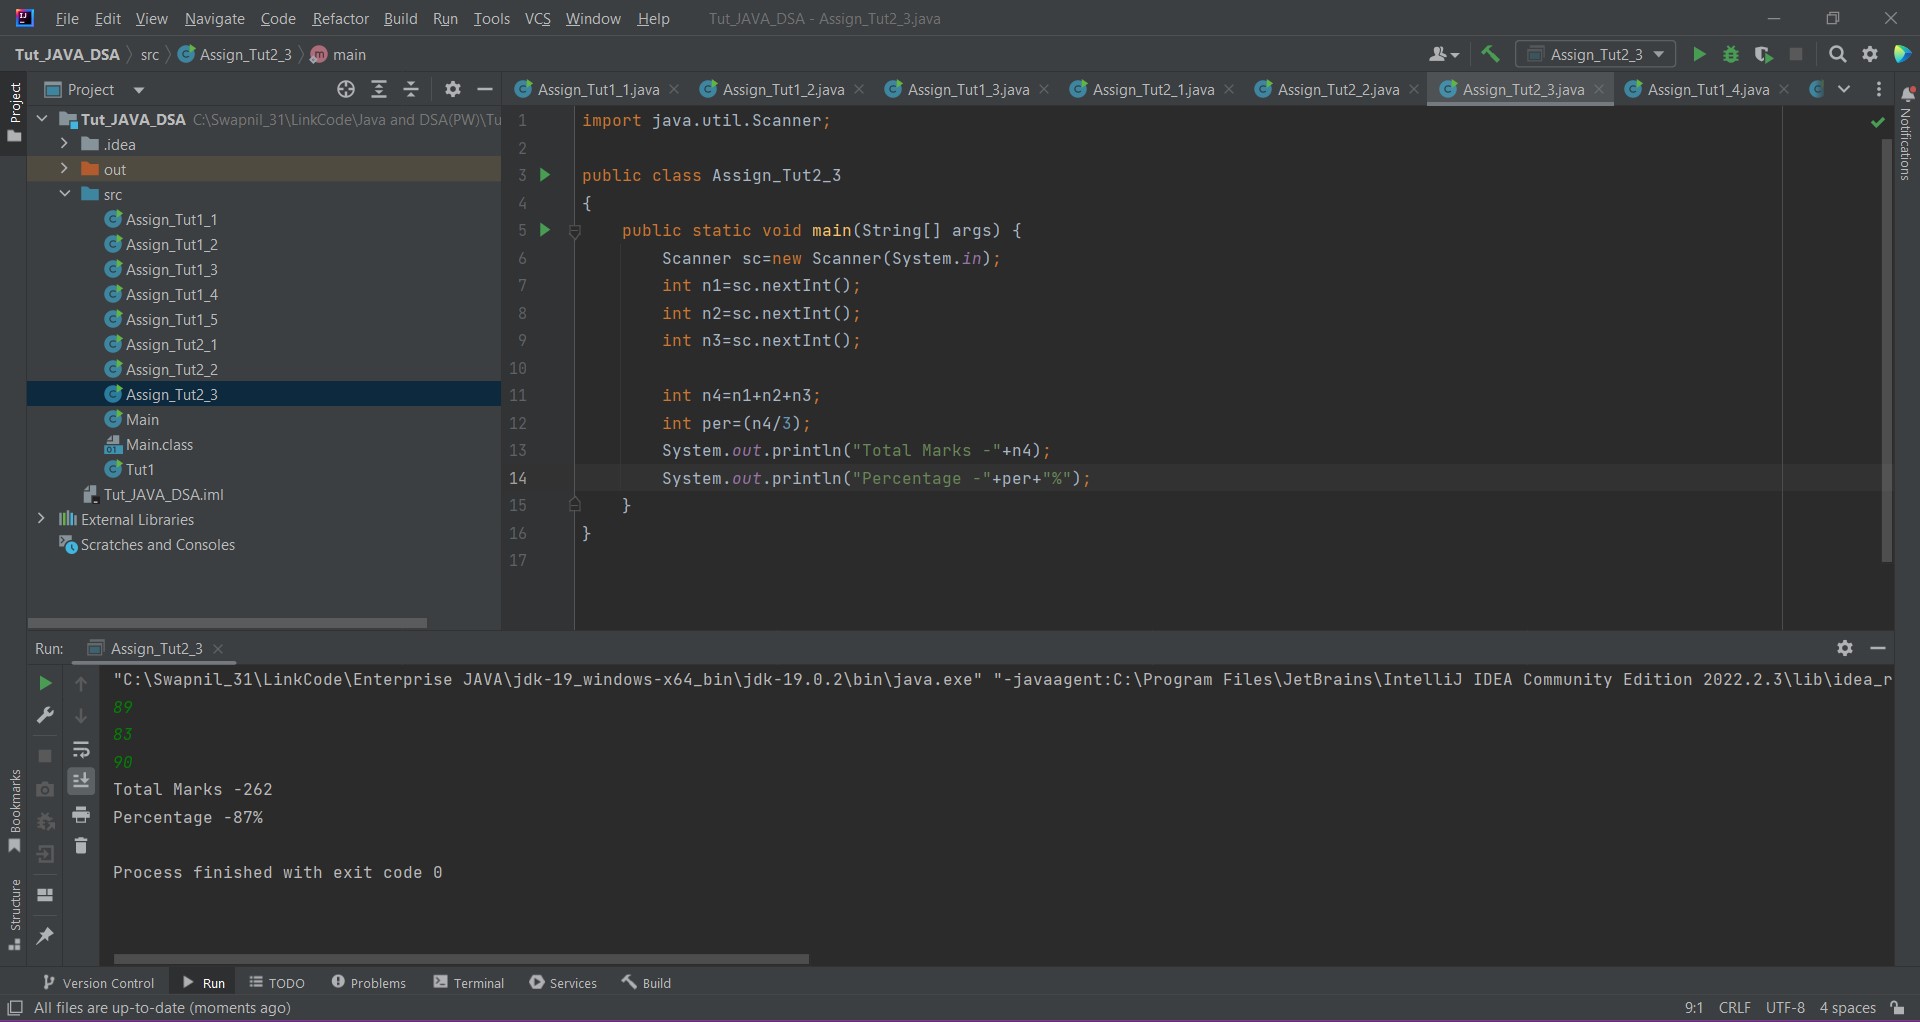 File Edit View Navigate Code Refactor Build Run Tools VCS Window Help Tut_JAVA_DSA - Assign_Tut2_3.java
Tut_JAVA_DSA src Assign_Tut2_3 main Assign_Tut2_3
Project
Assign_Tut1_1.java Assign_Tut1_2.java Assign_Tut1_3.java Assign_Tut2_1.java Assign_Tut2_2.java Assign_Tut2_3.java Assign_Tut1_4.java
Project
Notifications
Tut_JAVA_DSA C:\Swapnil_31\LinkCode\Java and DSA(PW)\Tu
.idea
out
src
Assign_Tut1_1
Assign_Tut1_2
Assign_Tut1_3
Assign_Tut1_4
Assign_Tut1_5
Assign_Tut2_1
Assign_Tut2_2
Assign_Tut2_3
Main
Main.class
Tut1
Tut_JAVA_DSA.iml
External Libraries
Scratches and Consoles
1 import java.util.Scanner;
2
3 public class Assign_Tut2_3
4 {
5 public static void main(String[] args) {
6 Scanner sc=new Scanner(System.in);
7 int n1=sc.nextInt();
8 int n2=sc.nextInt();
9 int n3=sc.nextInt();
10
11 int n4=n1+n2+n3;
12 int per=(n4/3);
13 System.out.println("Total Marks -"+n4);
14 System.out.println("Percentage -"+per+"%");
15 }
16 }
17
Run: Assign_Tut2_3
"C:\Swapnil_31\LinkCode\Enterprise JAVA\jdk-19_windows-x64_bin\jdk-19.0.2\bin\java.exe" "-javaagent:C:\Program Files\JetBrains\IntelliJ IDEA Community Edition 2022.2.3\lib\idea_r
89
83
90
Total Marks -262
Percentage -87%
Process finished with exit code 0
Bookmarks
Structure
Version Control Run TODO Problems Terminal Services Build
All files are up-to-date (moments ago) 9:1 CRLF UTF-8 4 spaces